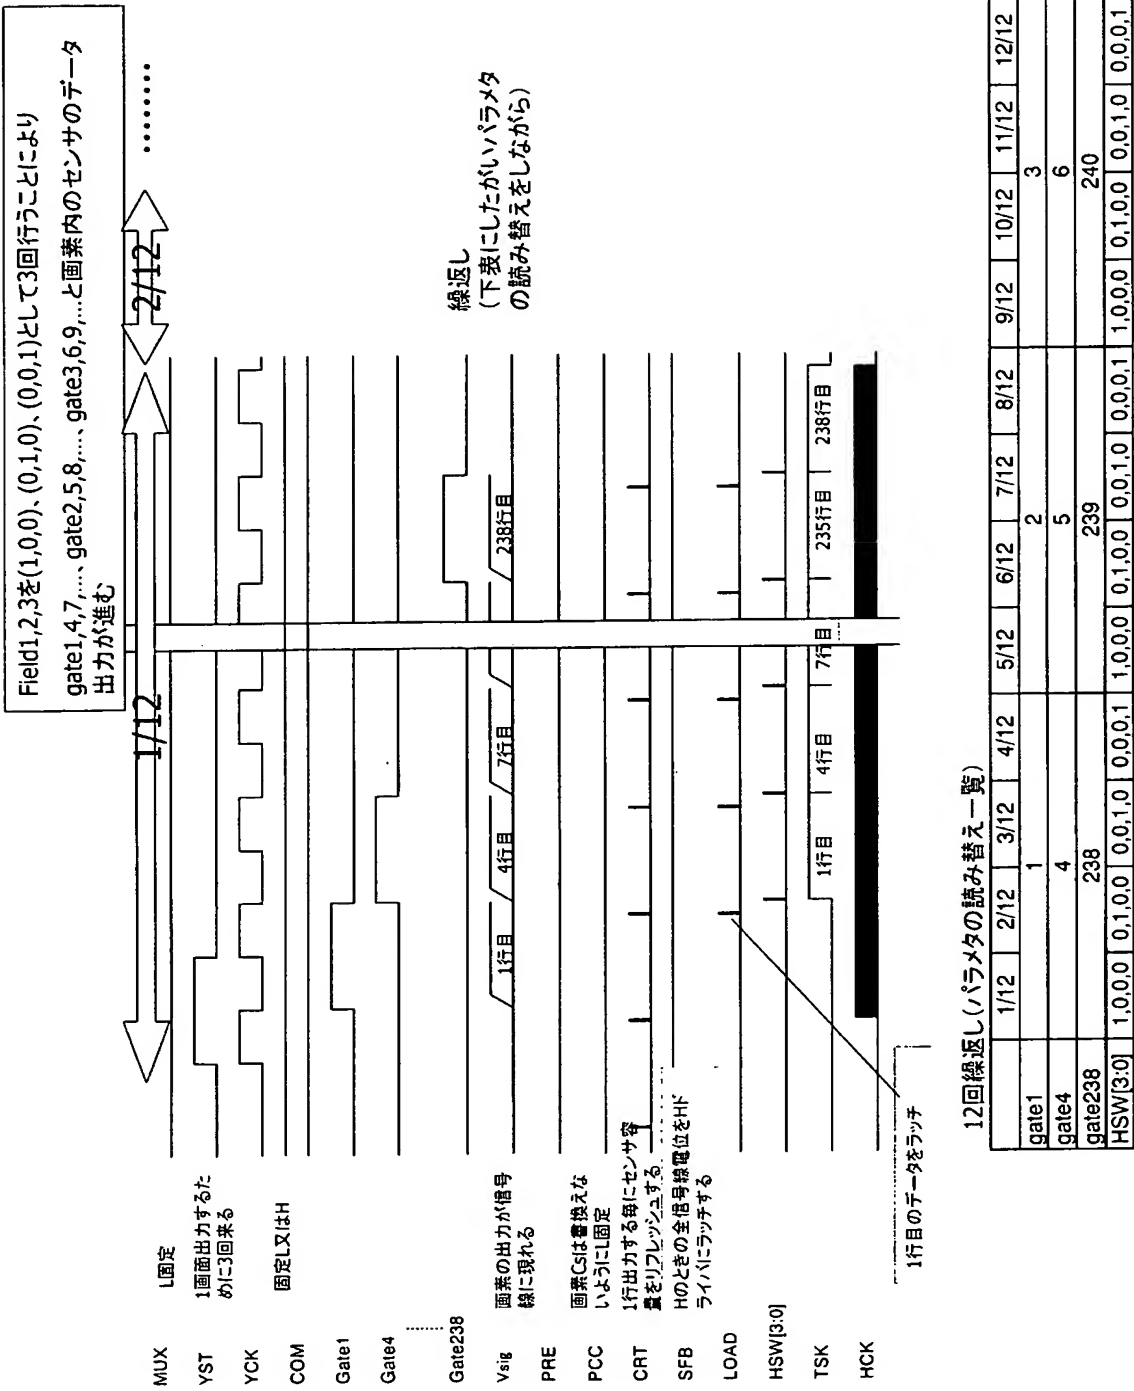 Field1,2,3を(1,0,0)、(0,1,0)、(0,0,1)として3回行うことにより
gate1,4,7,…、gate2,5,8,…、gate3,6,9,…と画素内のセンサのデータ
出力が進む
1/12
2/12
………
MUX
L固定
YST
1画面出力するた
めに3回来る
YCK
COM
固定L又はH
Gate1
Gate4
Gate238
Vsig
画素の出力が信号
線に現れる
1行目
4行目
7行目
238行目
PRE
PCC
画素Csは書換えな
いようにL固定
CRT
1行出力する毎にセンサ容
量をリフレッシュする
SFB
LOAD
Hのときの全信号線電位をHド
ライバにラッチする
HSW[3:0]
TSK
1行目
4行目
7行目
235行目
238行目
HCK
繰返し
(下表にしたがいパラメタ
の読み替えをしながら)
1行目のデータをラッチ
12回繰返し(パラメタの読み替え一覧)
1/12 2/12 3/12 4/12 5/12 6/12 7/12 8/12 9/12 10/12 11/12 12/12
gate1 1 2 3
gate4 4 5 6
gate238 238 239 240
HSW[3:0] 1,0,0,0 0,1,0,0 0,0,1,0 0,0,0,1 1,0,0,0 0,1,0,0 0,0,1,0 0,0,0,1 1,0,0,0 0,1,0,0 0,0,1,0 0,0,0,1